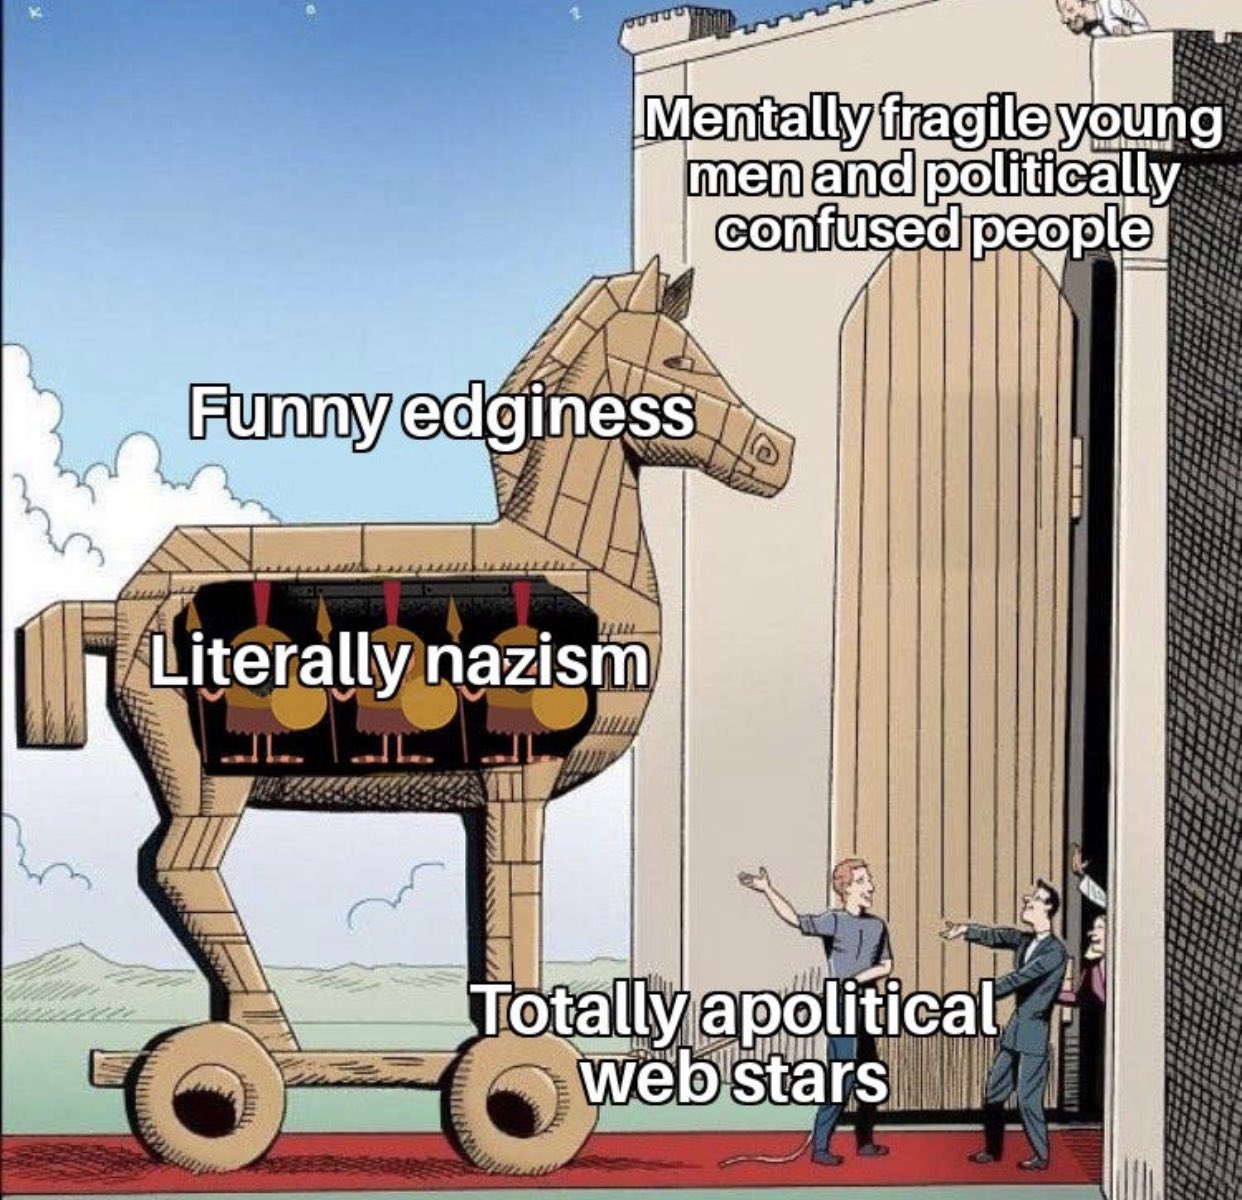 Mentally fragile young
men and politically
confused people
Funny edginess
Literally nazism
Totally apolitical
web stars